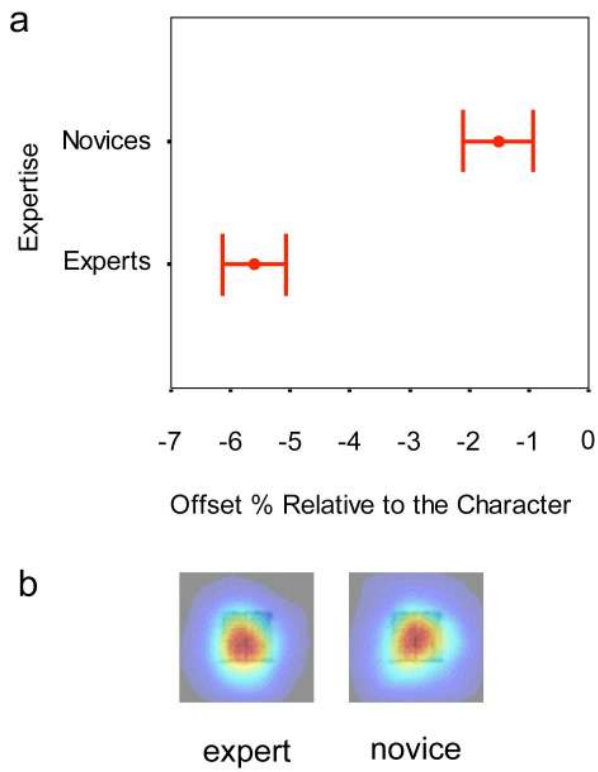 a
Expertise
Novices
Experts
-7 -6 -5 -4 -3 -2 -1 0
Offset % Relative to the Character
b
expert novice